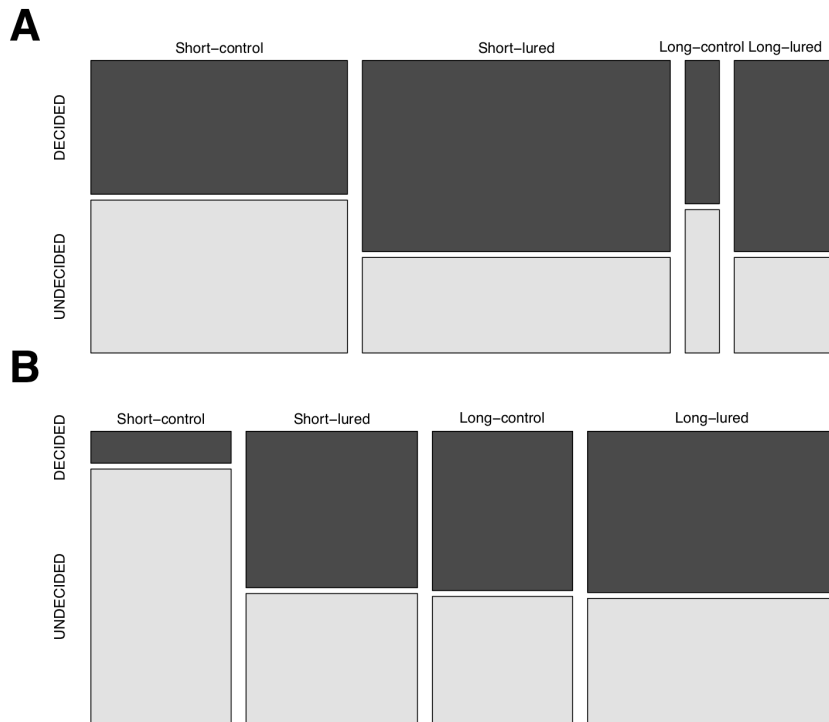 A
Short−control Short−lured Long−control Long−lured
DECIDED
UNDECIDED
B
Short−control Short−lured Long−control Long−lured
DECIDED
UNDECIDED